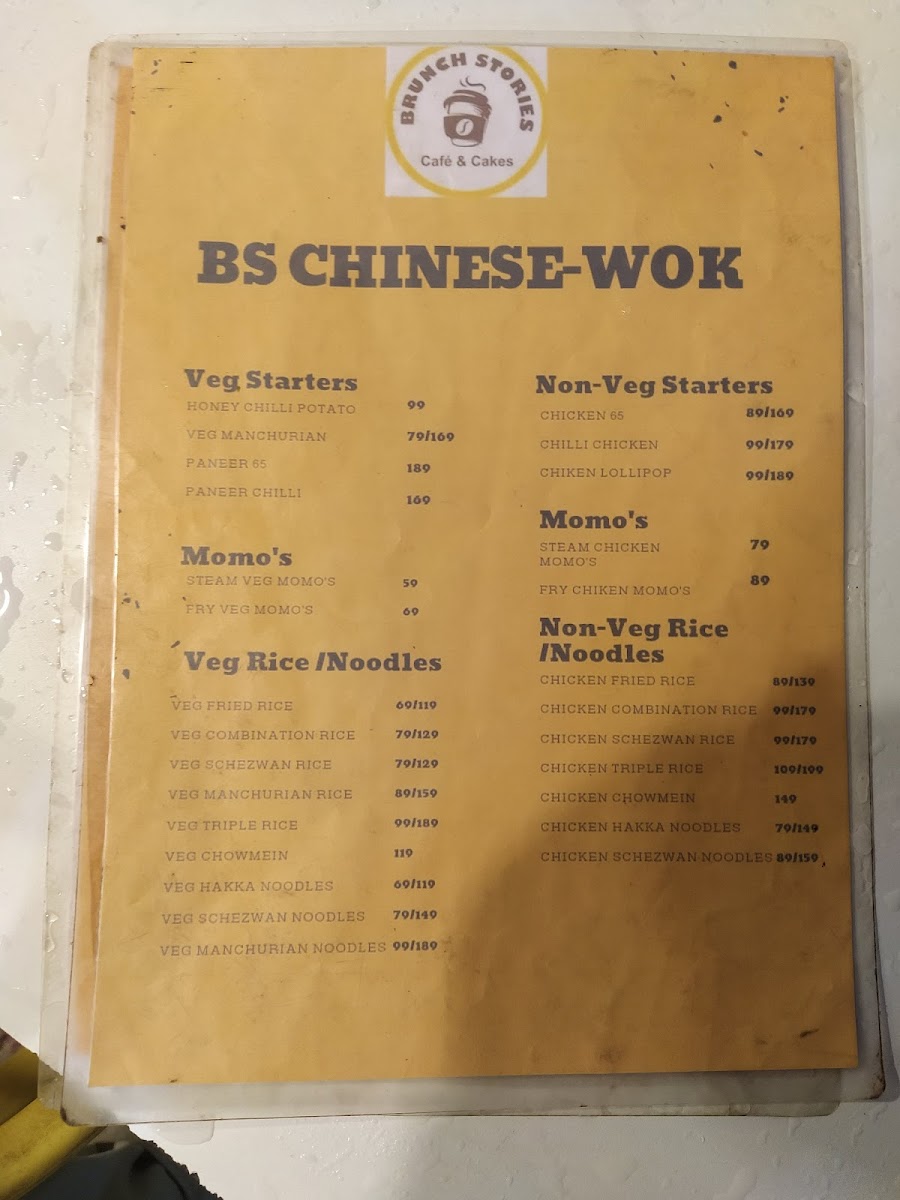 BRUNCH STORIES
Café & Cakes
BS CHINESE-WOK
Veg Starters
HONEY CHILLI POTATO 99
VEG MANCHURIAN 79/169
PANEER 65 189
PANEER CHILLI 169
Momo's
STEAM VEG MOMO'S 59
FRY VEG MOMO'S 69
Veg Rice /Noodles
VEG FRIED RICE 69/119
VEG COMBINATION RICE 79/129
VEG SCHEZWAN RICE 79/129
VEG MANCHURIAN RICE 89/159
VEG TRIPLE RICE 99/189
VEG CHOWMEIN 119
VEG HAKKA NOODLES 69/119
VEG SCHEZWAN NOODLES 79/149
VEG MANCHURIAN NOODLES 99/189
Non-Veg Starters
CHICKEN 65 89/169
CHILLI CHICKEN 99/179
CHIKEN LOLLIPOP 99/189
Momo's
STEAM CHICKEN 79
MOMO'S
FRY CHIKEN MOMO'S 89
Non-Veg Rice
/Noodles
CHICKEN FRIED RICE 89/139
CHICKEN COMBINATION RICE 99/179
CHICKEN SCHEZWAN RICE 99/179
CHICKEN TRIPLE RICE 109/199
CHICKEN CHOWMEIN 149
CHICKEN HAKKA NOODLES 79/149
CHICKEN SCHEZWAN NOODLES 89/159